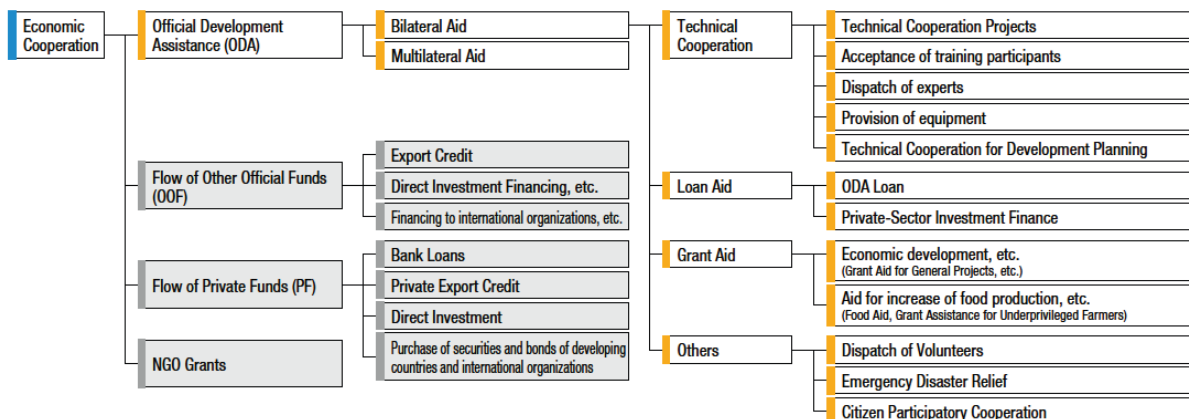 Economic
Cooperation
Official Development
Assistance (ODA)
Bilateral Aid
Multilateral Aid
Technical
Cooperation
Technical Cooperation Projects
Acceptance of training participants
Dispatch of experts
Provision of equipment
Technical Cooperation for Development Planning
Flow of Other Official Funds
(OOF)
Export Credit
Direct Investment Financing, etc.
Financing to international organizations, etc.
Loan Aid
ODA Loan
Private-Sector Investment Finance
Flow of Private Funds (PF)
Bank Loans
Private Export Credit
Direct Investment
Purchase of securities and bonds of developing
countries and international organizations
Grant Aid
Economic development, etc.
(Grant Aid for General Projects, etc.)
Aid for increase of food production, etc.
(Food Aid, Grant Assistance for Underprivileged Farmers)
NGO Grants
Others
Dispatch of Volunteers
Emergency Disaster Relief
Citizen Participatory Cooperation